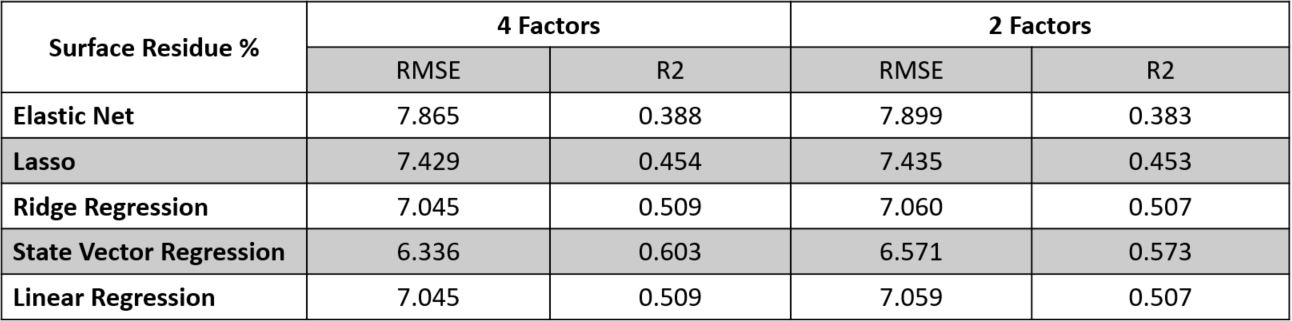 Surface Residue % 4 Factors 2 Factors
RMSE R2 RMSE R2
Elastic Net 7.865 0.388 7.899 0.383
Lasso 7.429 0.454 7.435 0.453
Ridge Regression 7.045 0.509 7.060 0.507
State Vector Regression 6.336 0.603 6.571 0.573
Linear Regression 7.045 0.509 7.059 0.507